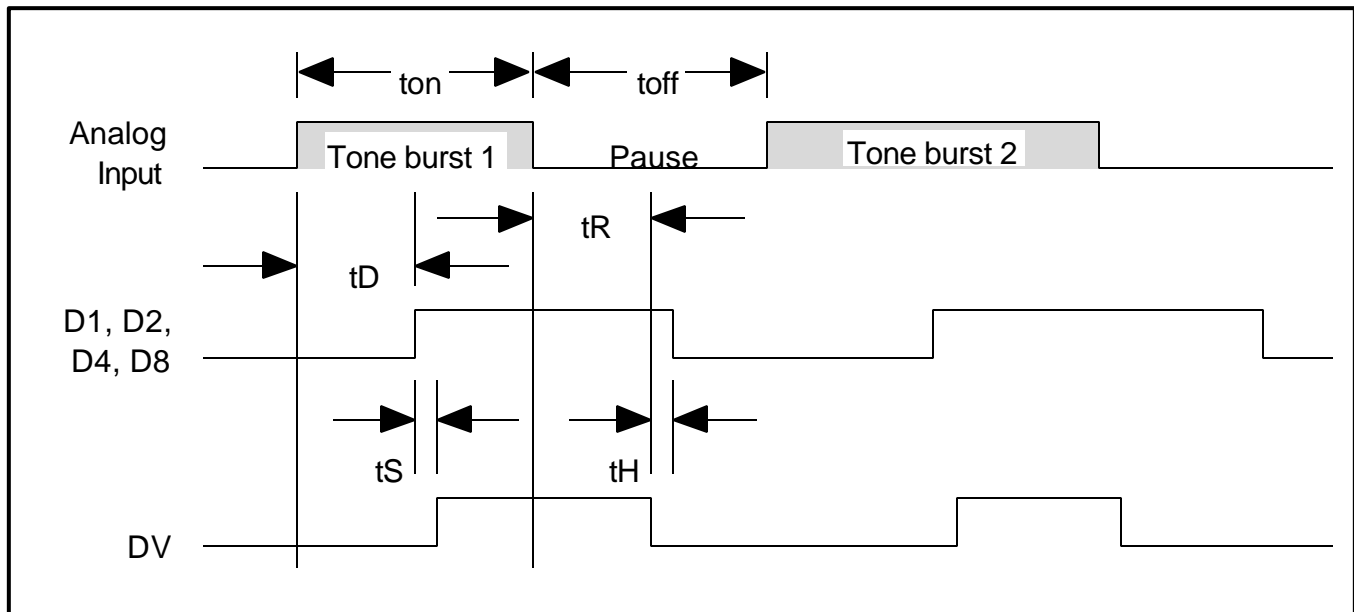 ton
toff
Analog
Input
Tone burst 1
Pause
Tone burst 2
tR
tD
D1, D2,
D4, D8
tS
tH
DV